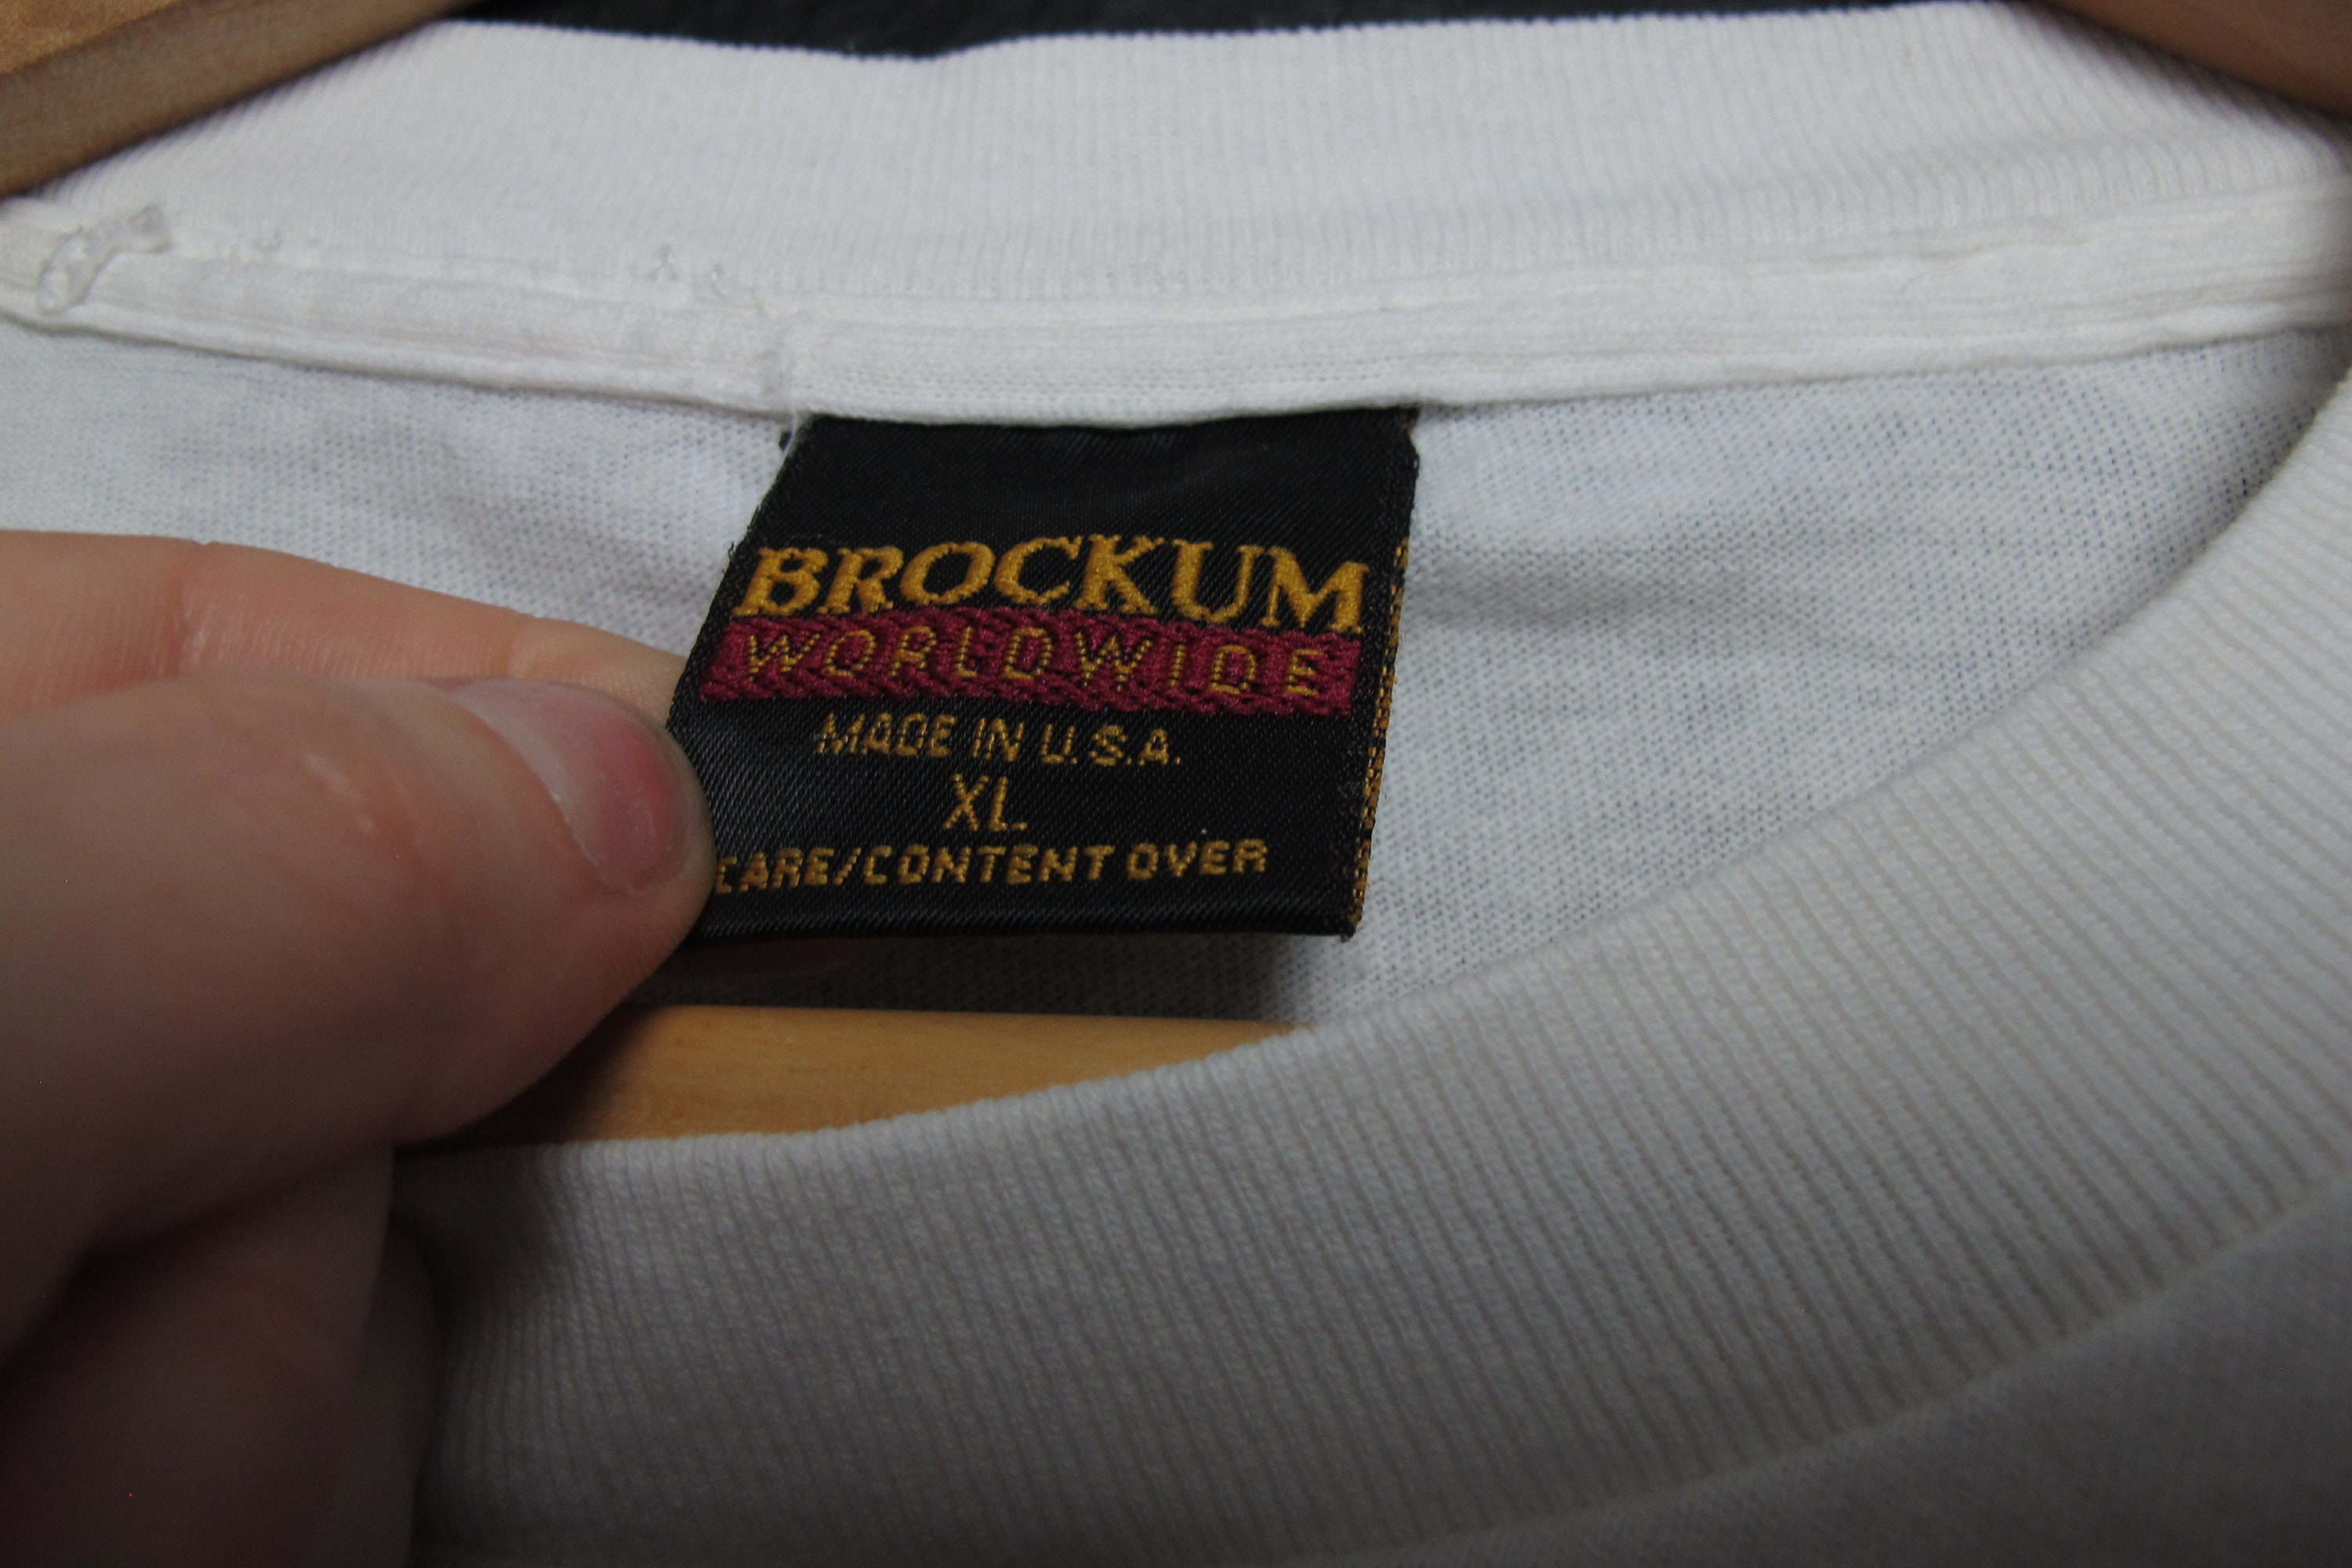 BROCKUM
WORLDWIDE
MADE IN U.S.A.
XL
CARE/CONTENT OVER